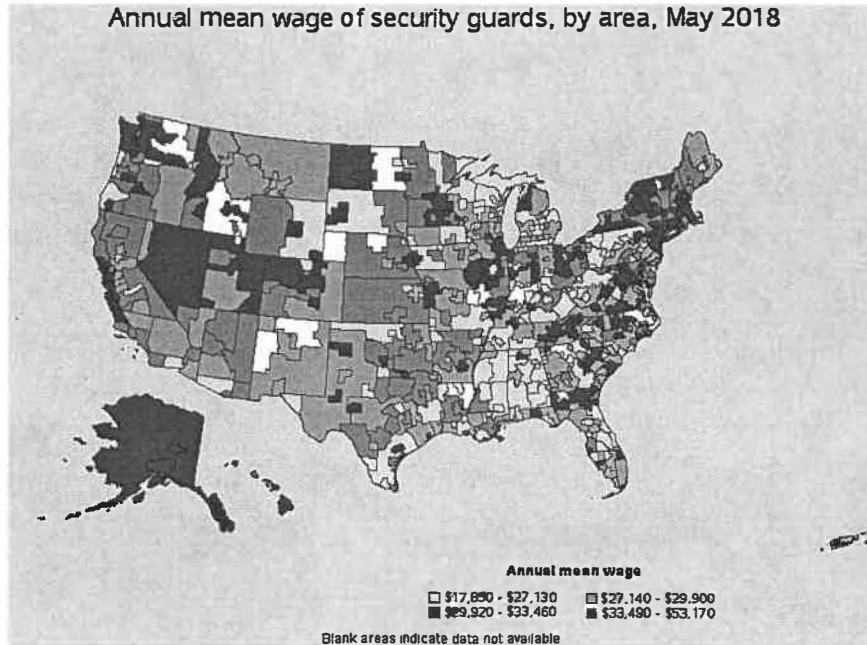 Annual mean wage of security guards, by area, May 2018
Annual mean wage
$17,890 - $27,130 $27,140 - $29,900
$29,920 - $33,460 $33,490 - $53,170
Blank areas indicate data not available